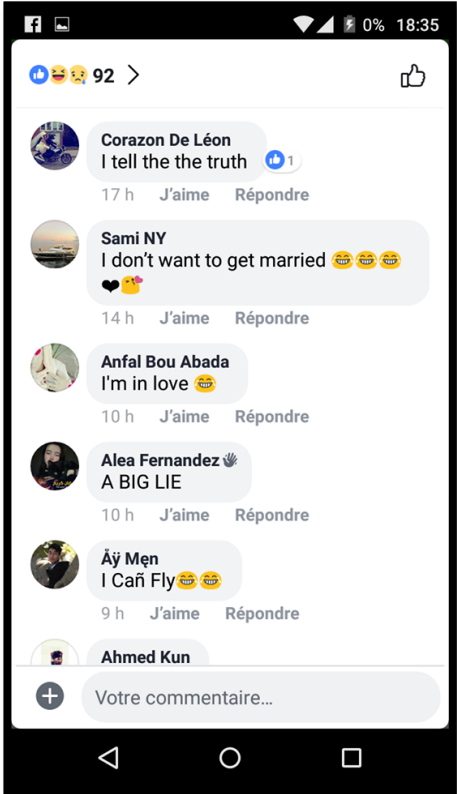 0% 18:35
92
Corazon De Léon
I tell the the truth
1
17 h J'aime Répondre
Sami NY
I don't want to get married 😂😂😂
❤😘
14 h J'aime Répondre
Anfal Bou Abada
I'm in love 😂
10 h J'aime Répondre
Alea Fernandez👋
A BIG LIE
10 h J'aime Répondre
Åÿ Męn
I Cañ Fly😂😂
9 h J'aime Répondre
Ahmed Kun
Votre commentaire...